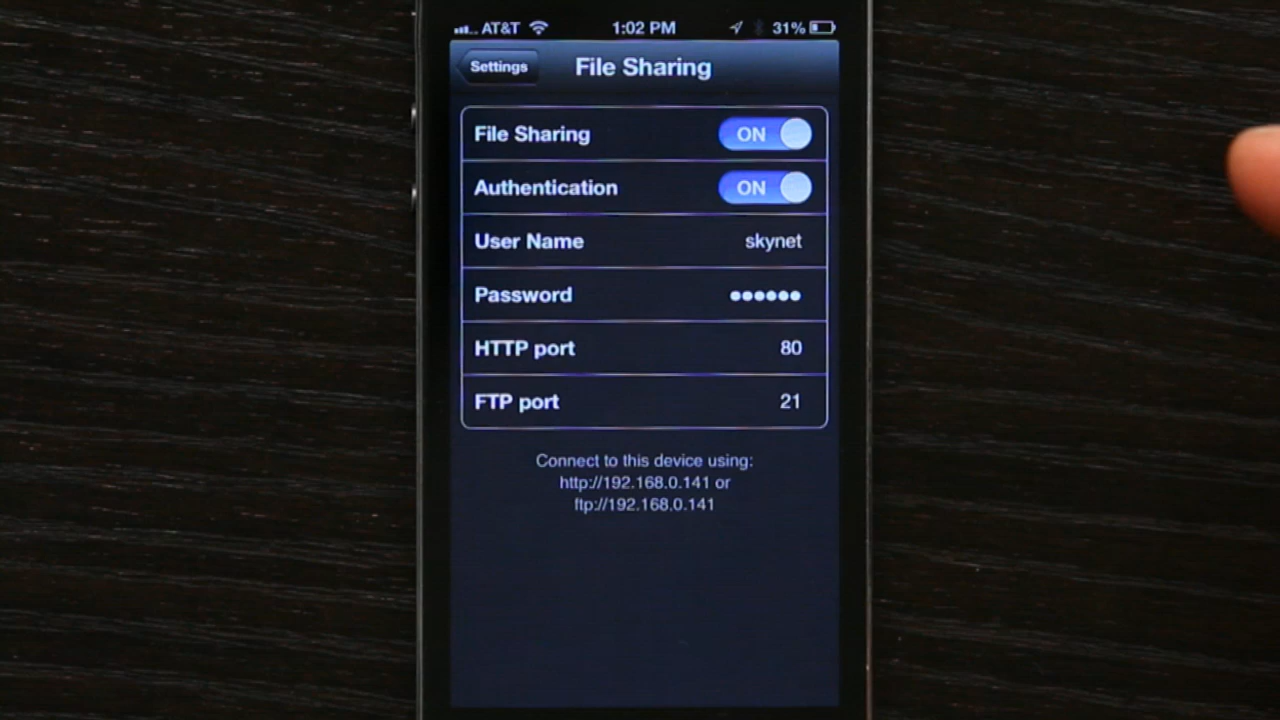 AT&T 1:02 PM 31%
Settings File Sharing
File Sharing ON
Authentication ON
User Name skynet
Password ••••••
HTTP port 80
FTP port 21
Connect to this device using:
http://192.168.0.141 or
ftp://192.168.0.141